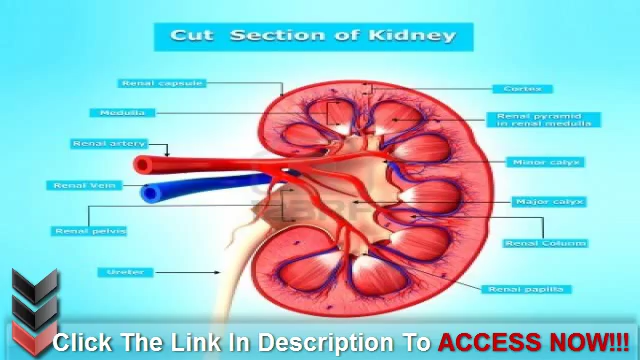 Cut Section of Kidney
Renal capsule
Cortex
Medulla
Renal pyramid
in renal medulla
Renal artery
Minor calyx
Renal Vein
Major calyx
Renal pelvis
Renal Column
Ureter
Renal papilla
Click The Link In Description To ACCESS NOW!!!